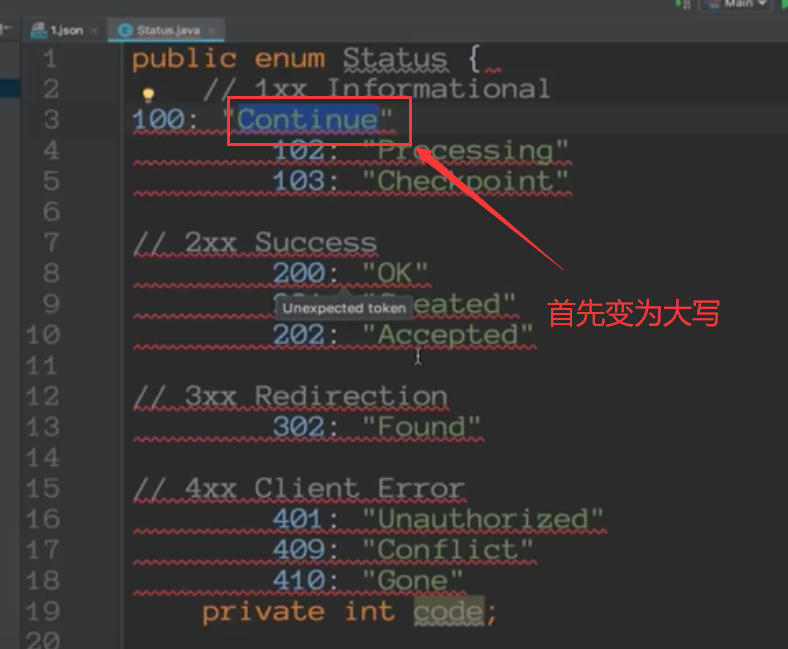 Main
1.json
Status.java
1 public enum Status {
2 // 1xx Informational
3 100: "Continue"
4 102: "Processing"
5 103: "Checkpoint"
6
7 // 2xx Success
8 200: "OK"
9 "Created"
Unexpected token
10 202: "Accepted"
11
12 // 3xx Redirection
13 302: "Found"
14
15 // 4xx Client Error
16 401: "Unauthorized"
17 409: "Conflict"
18 410: "Gone"
19 private int code;
20
首先变为大写